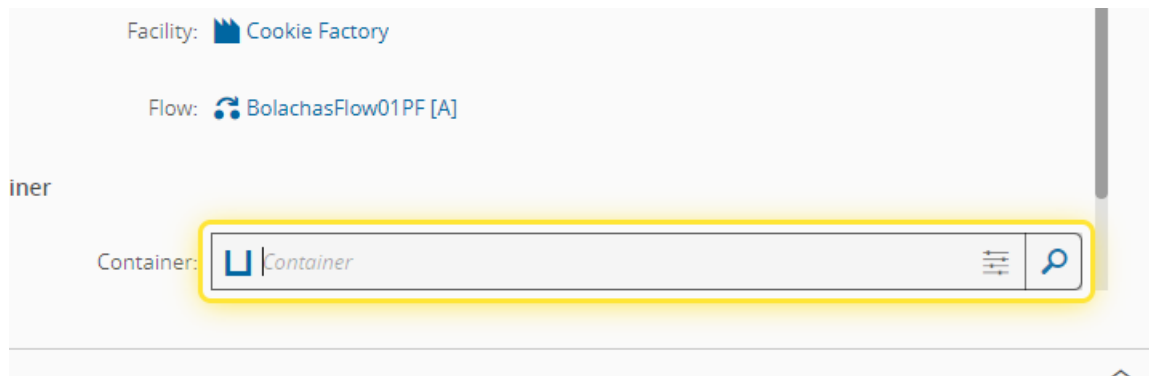 Facility: Cookie Factory
Flow: BolachasFlow01PF [A]
iner
Container: Container